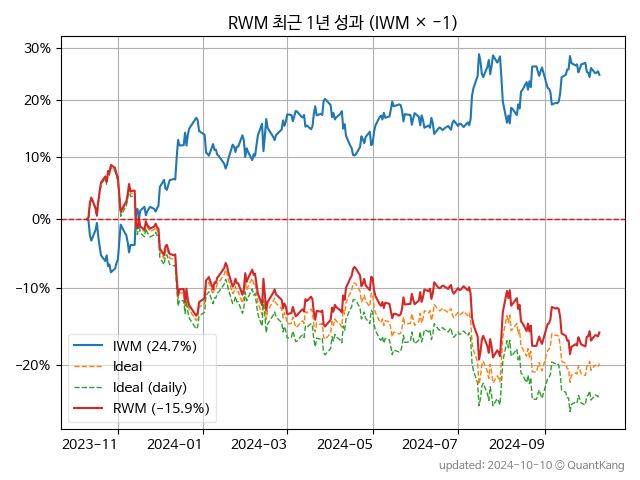 RWM 최근 1년 성과 (IWM × −1)
30%
20%
10%
0%
−10%
−20%
IWM (24.7%)
Ideal
Ideal (daily)
RWM (−15.9%)
2023−11
2024−01
2024−03
2024−05
2024−07
2024−09
updated: 2024-10-10 ⓒ QuantKang